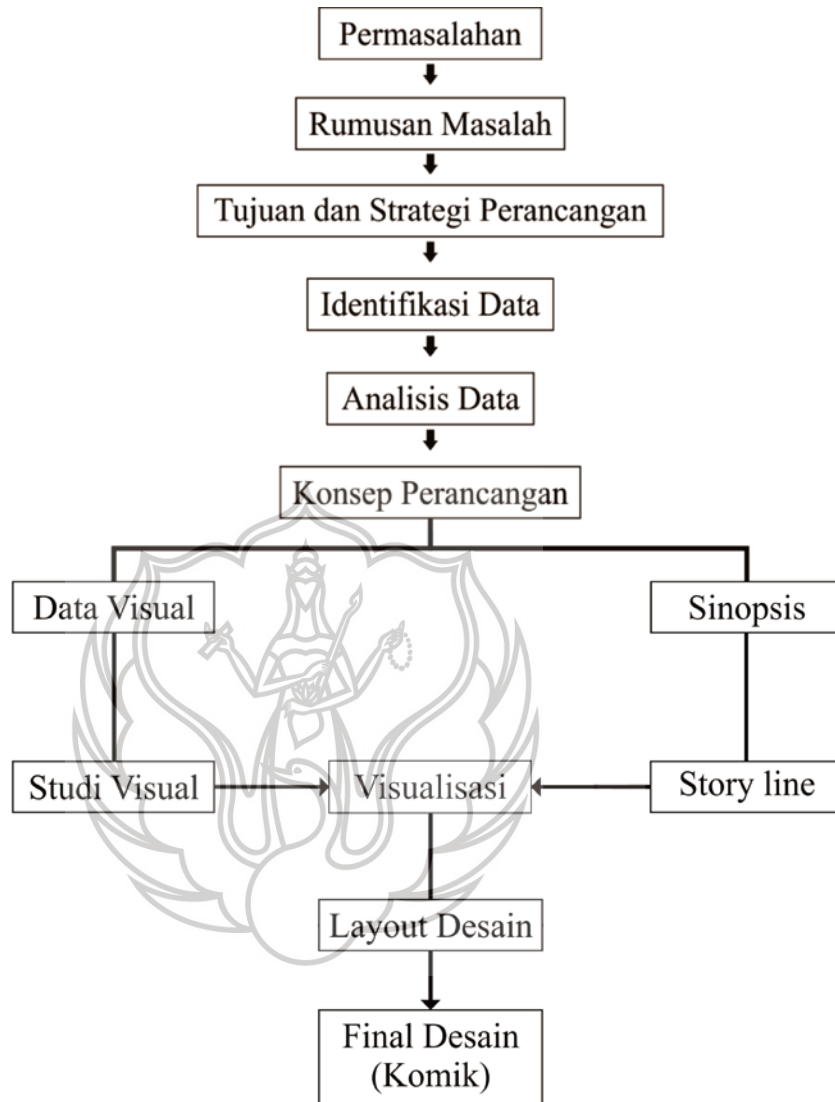 Permasalahan
Rumusan Masalah
Tujuan dan Strategi Perancangan
Identifikasi Data
Analisis Data
Konsep Perancangan
Data Visual
Sinopsis
Studi Visual
Visualisasi
Story line
Layout Desain
Final Desain
(Komik)